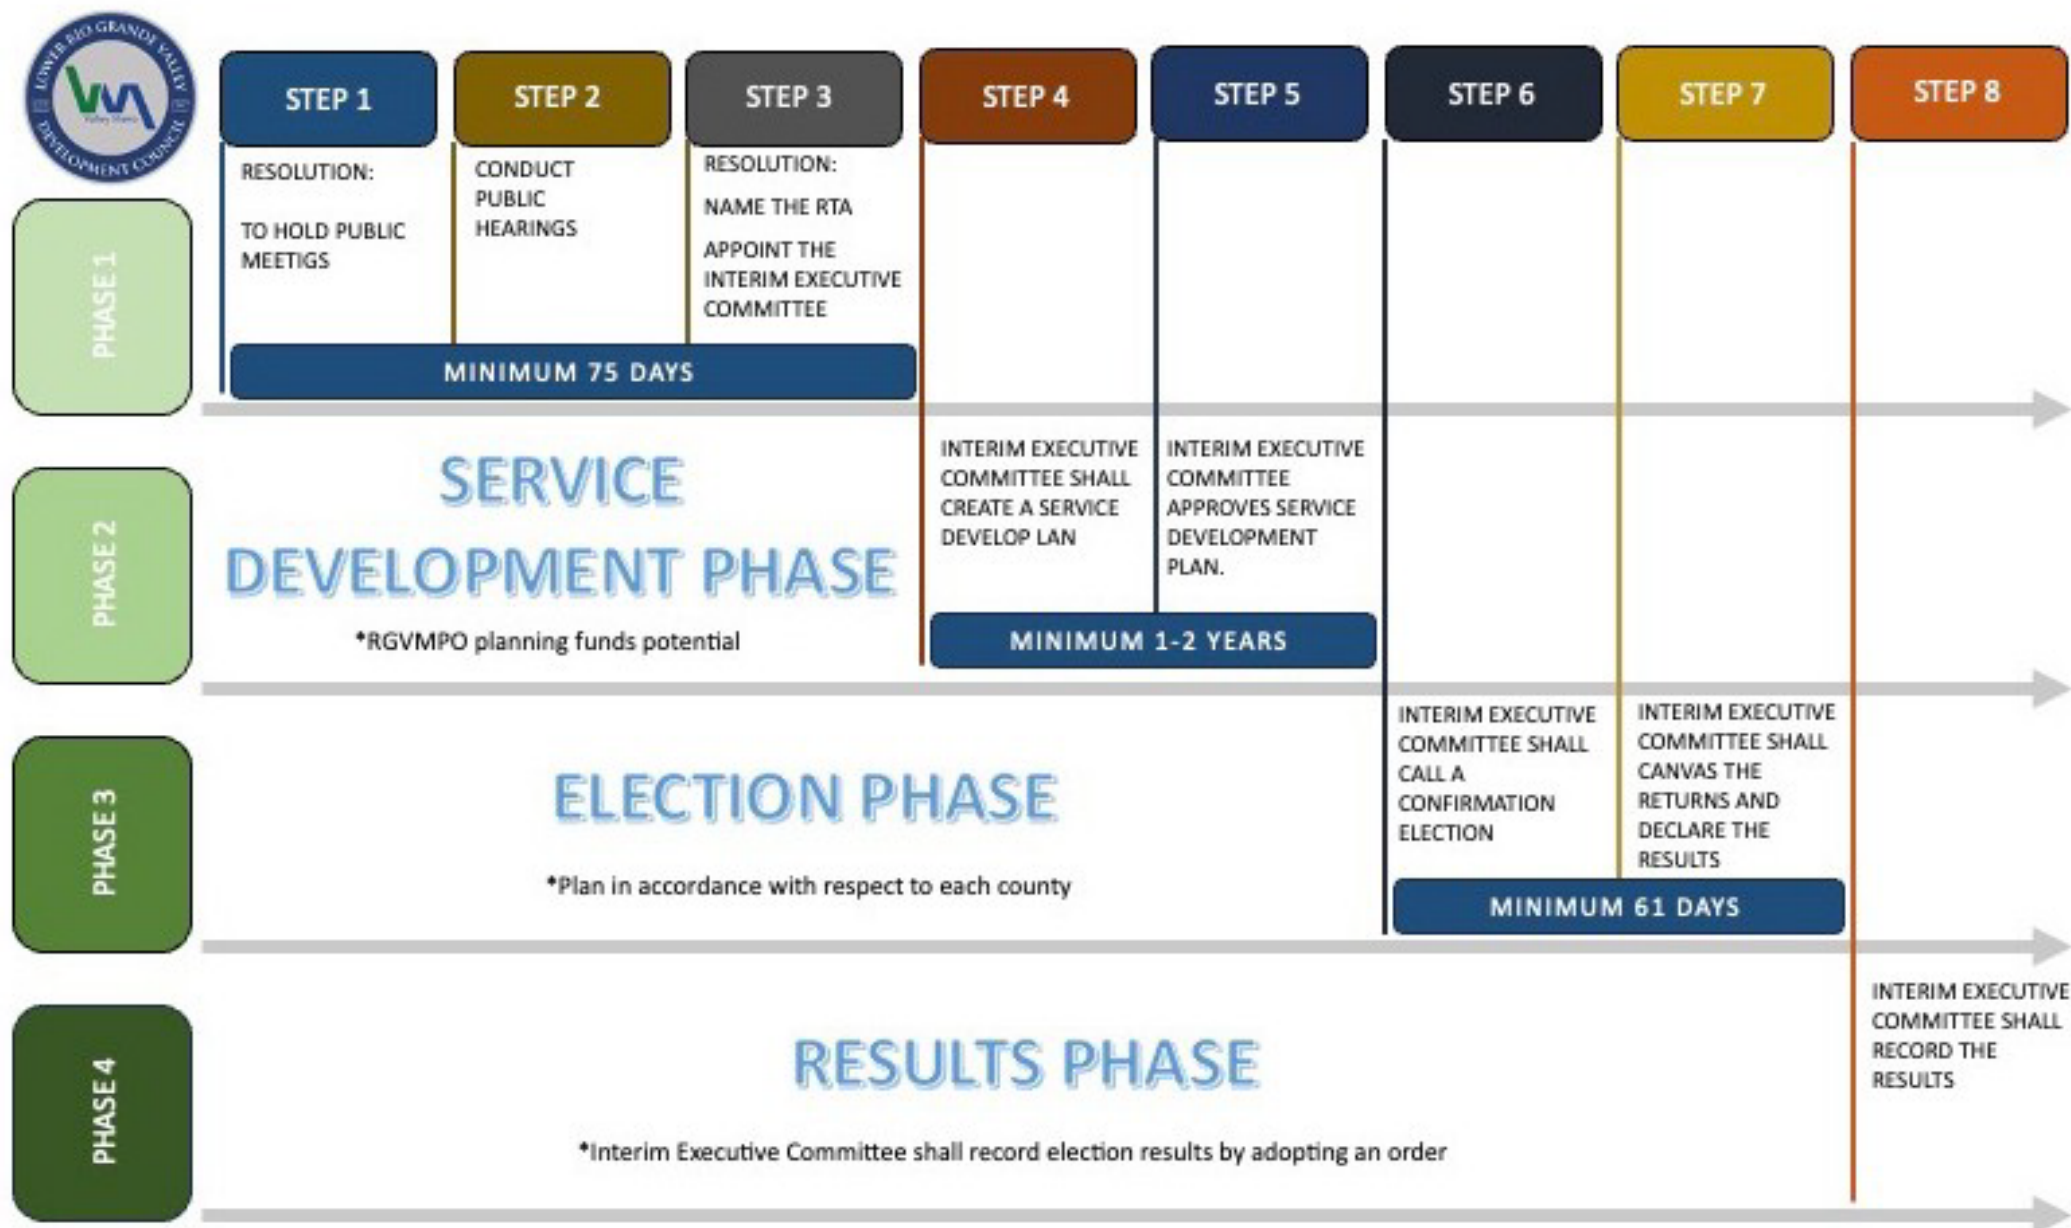 LOWER RIO GRANDE VALLEY
DEVELOPMENT COUNCIL
Valley Metro
STEP 1
STEP 2
STEP 3
STEP 4
STEP 5
STEP 6
STEP 7
STEP 8
PHASE 1
RESOLUTION:
TO HOLD PUBLIC
MEETIGS
CONDUCT
PUBLIC
HEARINGS
RESOLUTION:
NAME THE RTA
APPOINT THE
INTERIM EXECUTIVE
COMMITTEE
MINIMUM 75 DAYS
PHASE 2
SERVICE
DEVELOPMENT PHASE
*RGVMPO planning funds potential
INTERIM EXECUTIVE
COMMITTEE SHALL
CREATE A SERVICE
DEVELOP LAN
INTERIM EXECUTIVE
COMMITTEE
APPROVES SERVICE
DEVELOPMENT
PLAN.
MINIMUM 1-2 YEARS
PHASE 3
ELECTION PHASE
*Plan in accordance with respect to each county
INTERIM EXECUTIVE
COMMITTEE SHALL
CALL A
CONFIRMATION
ELECTION
INTERIM EXECUTIVE
COMMITTEE SHALL
CANVAS THE
RETURNS AND
DECLARE THE
RESULTS
MINIMUM 61 DAYS
PHASE 4
RESULTS PHASE
*Interim Executive Committee shall record election results by adopting an order
INTERIM EXECUTIVE
COMMITTEE SHALL
RECORD THE
RESULTS